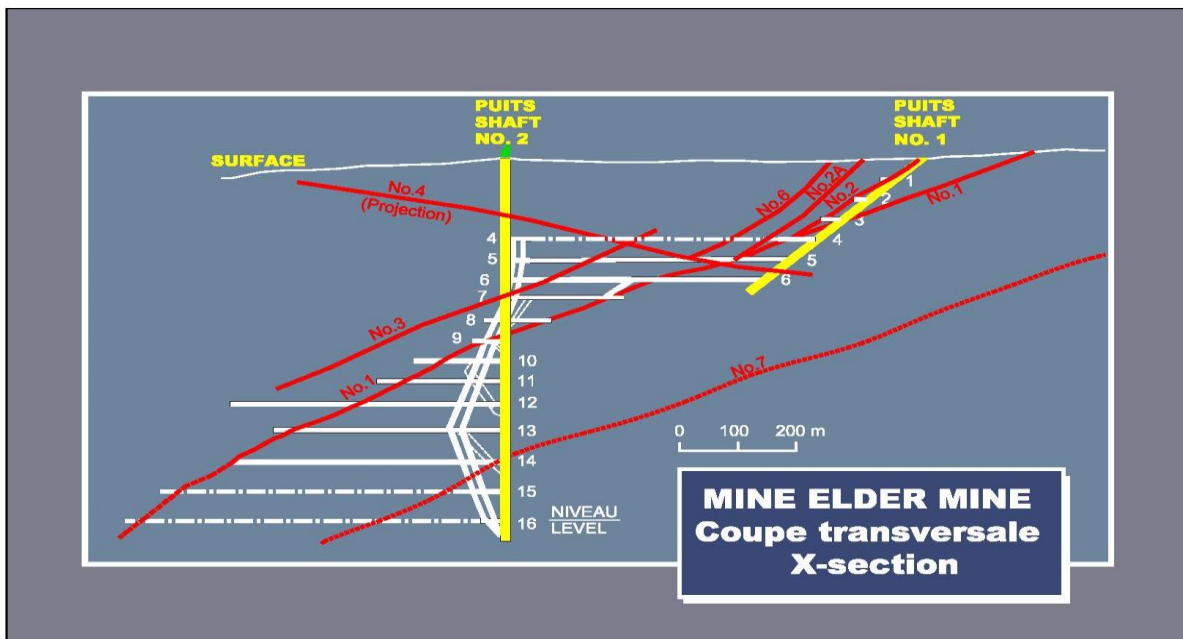 PUITS
SHAFT
NO. 2
PUITS
SHAFT
NO. 1
SURFACE
No.4
(Projection)
No.6
No.2A
No.2
No.1
1
2
3
4
5
6
4
5
6
7
8
9
10
11
12
13
14
15
16
No.3
No.1
No.7
0 100 200 m
NIVEAU
LEVEL
MINE ELDER MINE
Coupe transversale
X-section